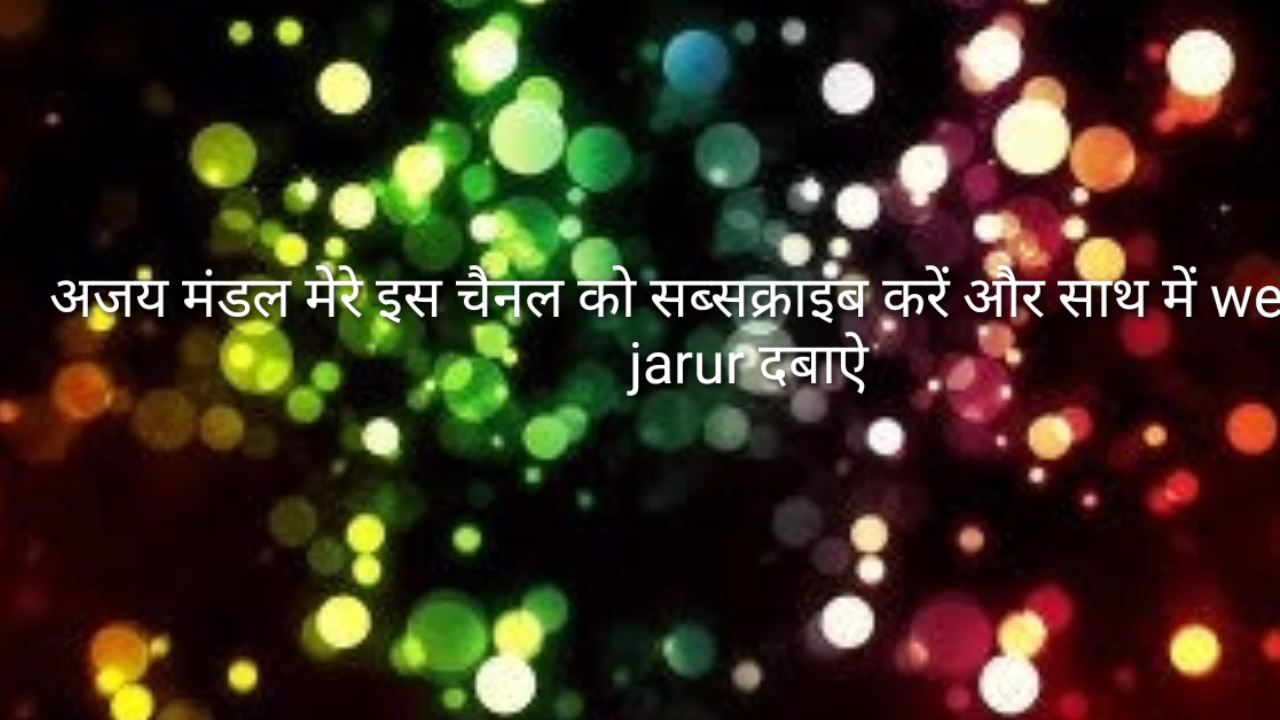 अजय मंडल मेरे इस चैनल को सब्सक्राइब करें और साथ में we
jarur दबाऐ